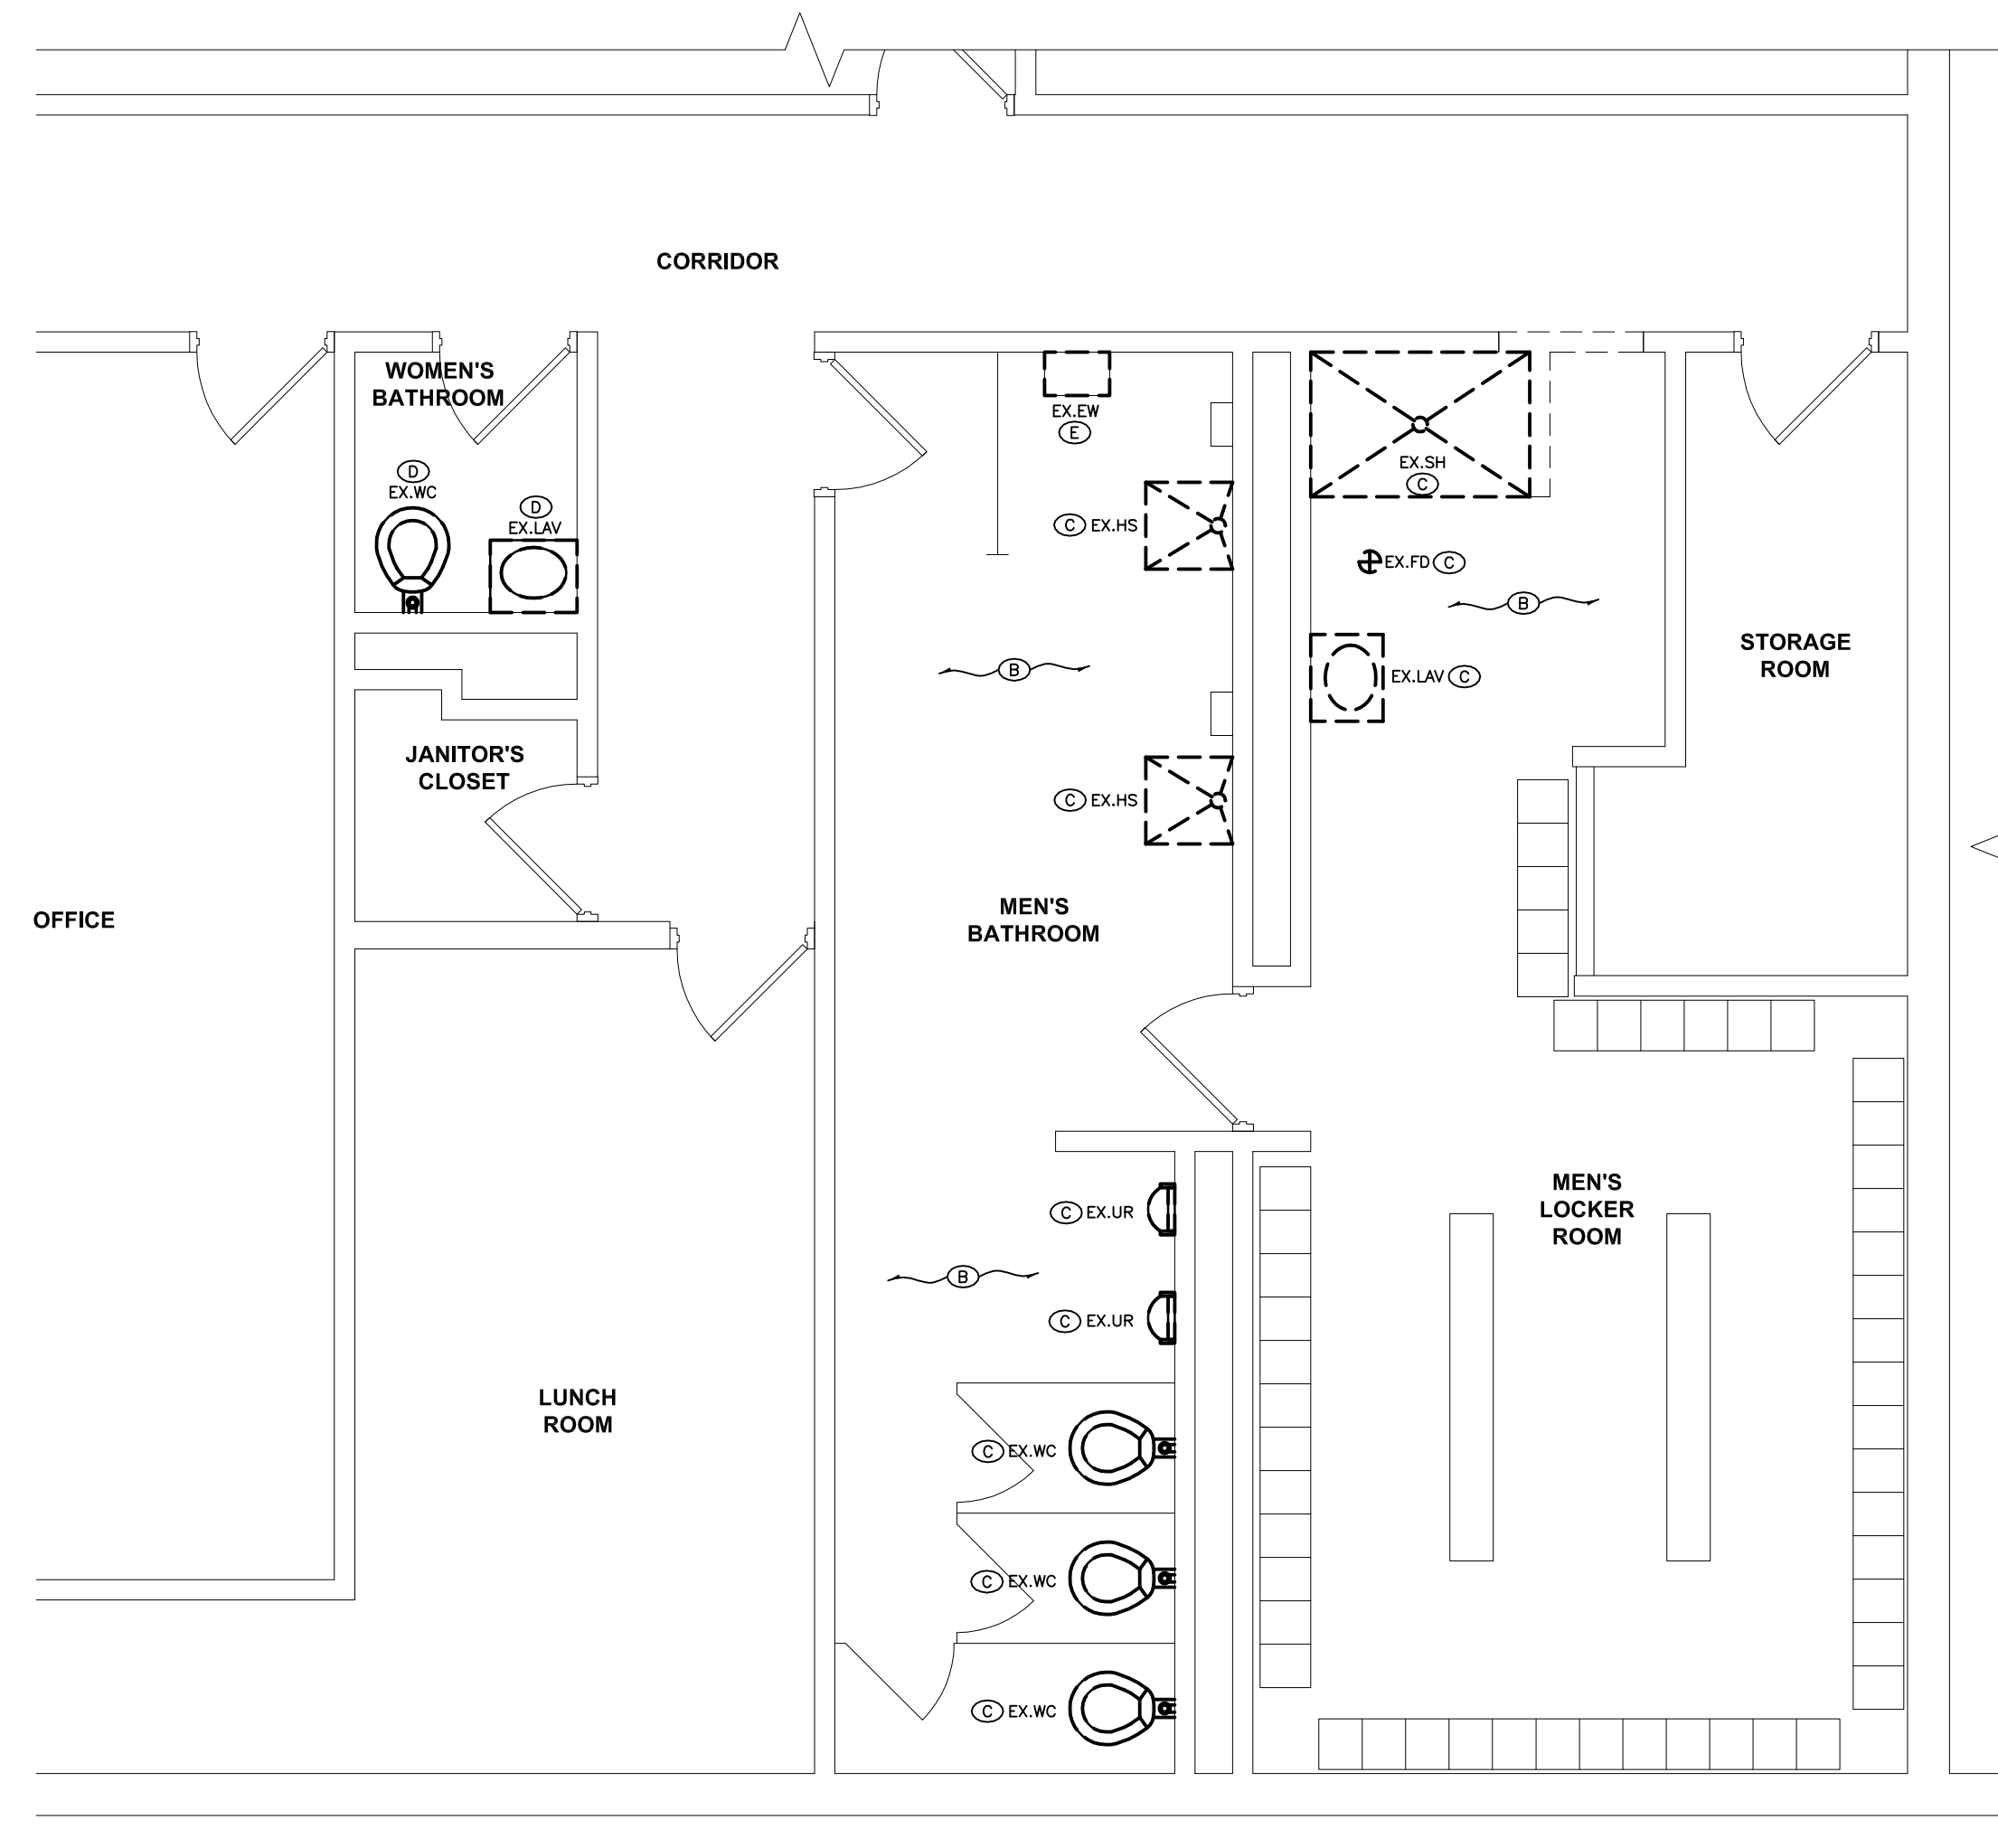 CORRIDOR
WOMEN'S
BATHROOM
EX.EW
E
EX.SH
C
D
EX.WC
D
EX.LAV
C EX.HS
EX.FD C
B
STORAGE
ROOM
B
EX.LAV C
JANITOR'S
CLOSET
C EX.HS
OFFICE
MEN'S
BATHROOM
MEN'S
LOCKER
ROOM
C EX.UR
B
C EX.UR
LUNCH
ROOM
C EX.WC
C EX.WC
C EX.WC